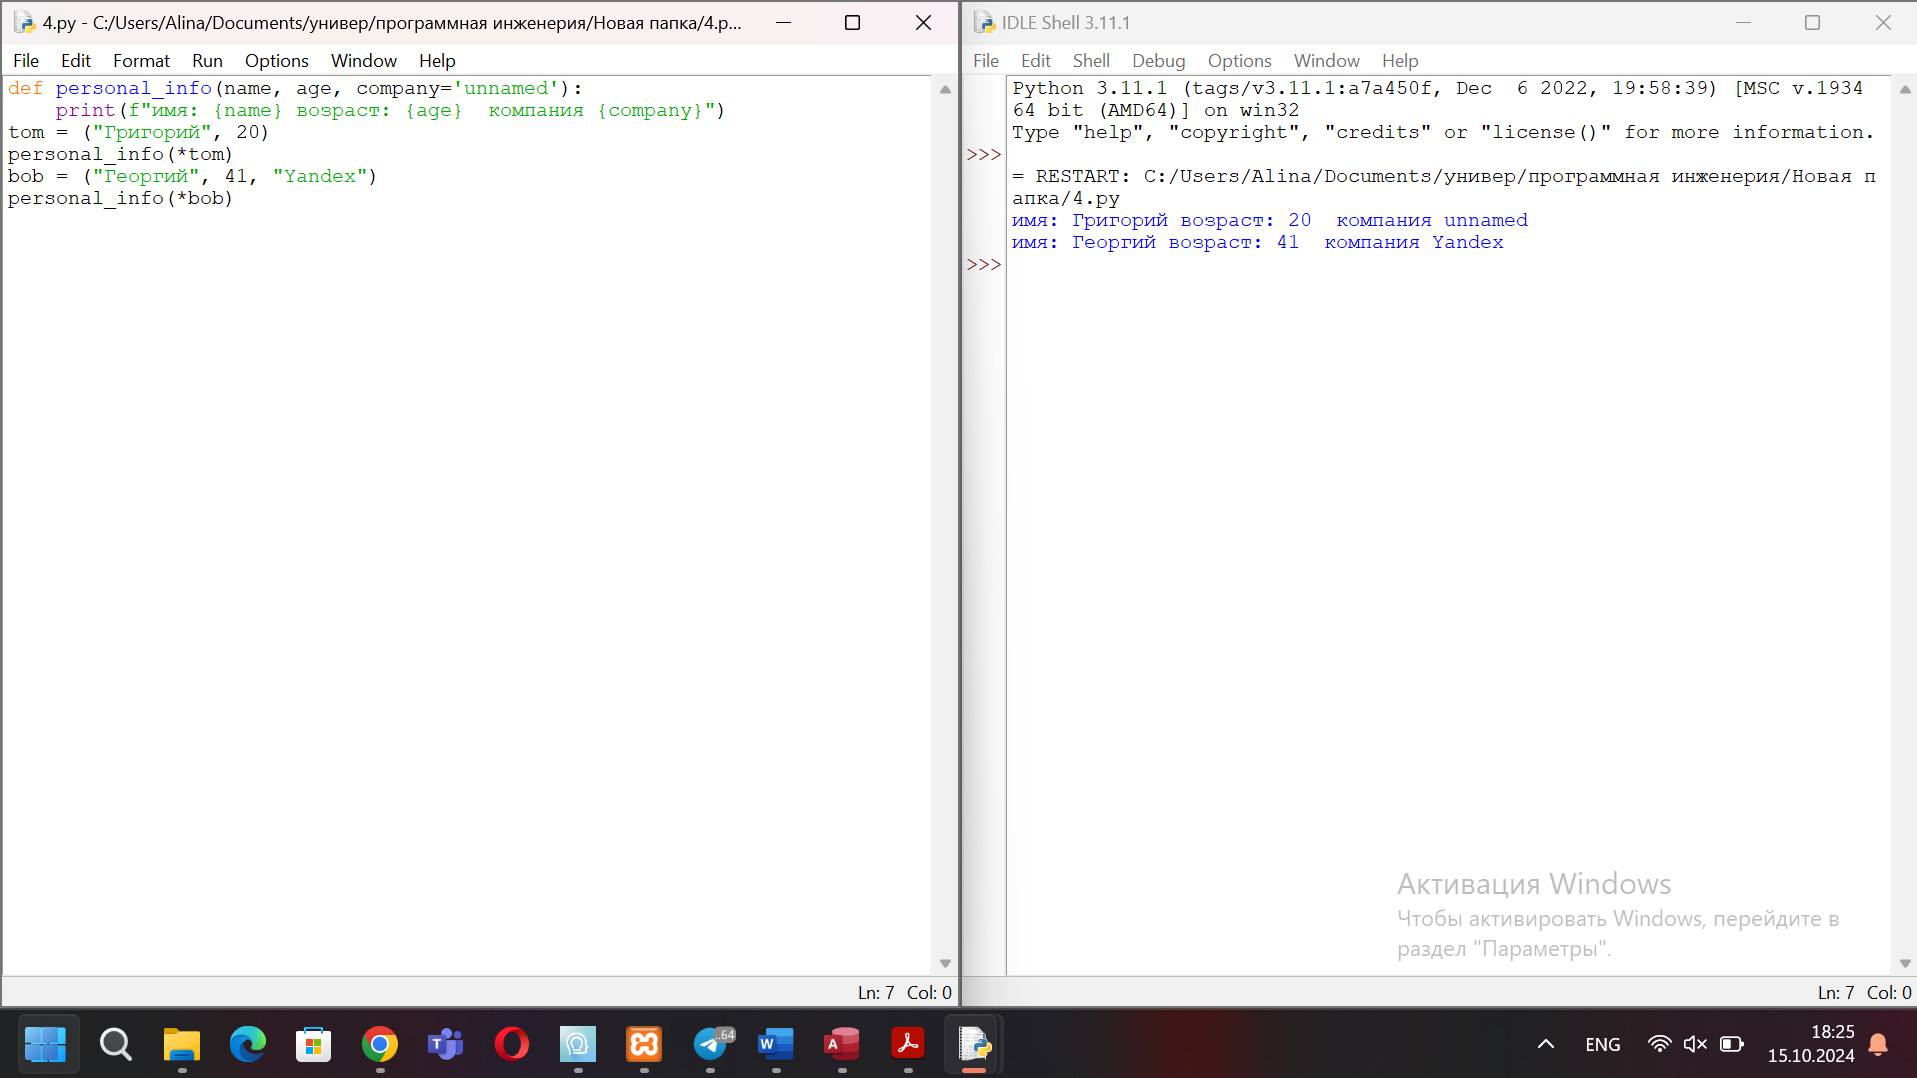 4.py - C:/Users/Alina/Documents/универ/программная инженерия/Новая папка/4.p...
File Edit Format Run Options Window Help
def personal_info(name, age, company='unnamed'):
    print(f"имя: {name} возраст: {age}  компания {company}")
tom = ("Григорий", 20)
personal_info(*tom)
bob = ("Георгий", 41, "Yandex")
personal_info(*bob)
Ln: 7 Col: 0
IDLE Shell 3.11.1
File Edit Shell Debug Options Window Help
Python 3.11.1 (tags/v3.11.1:a7a450f, Dec  6 2022, 19:58:39) [MSC v.1934
64 bit (AMD64)] on win32
Type "help", "copyright", "credits" or "license()" for more information.
>>>
= RESTART: C:/Users/Alina/Documents/универ/программная инженерия/Новая п
апка/4.py
имя: Григорий возраст: 20  компания unnamed
имя: Георгий возраст: 41  компания Yandex
>>>
Активация Windows
Чтобы активировать Windows, перейдите в
раздел "Параметры".
Ln: 7 Col: 0
..64
ENG
18:25
15.10.2024